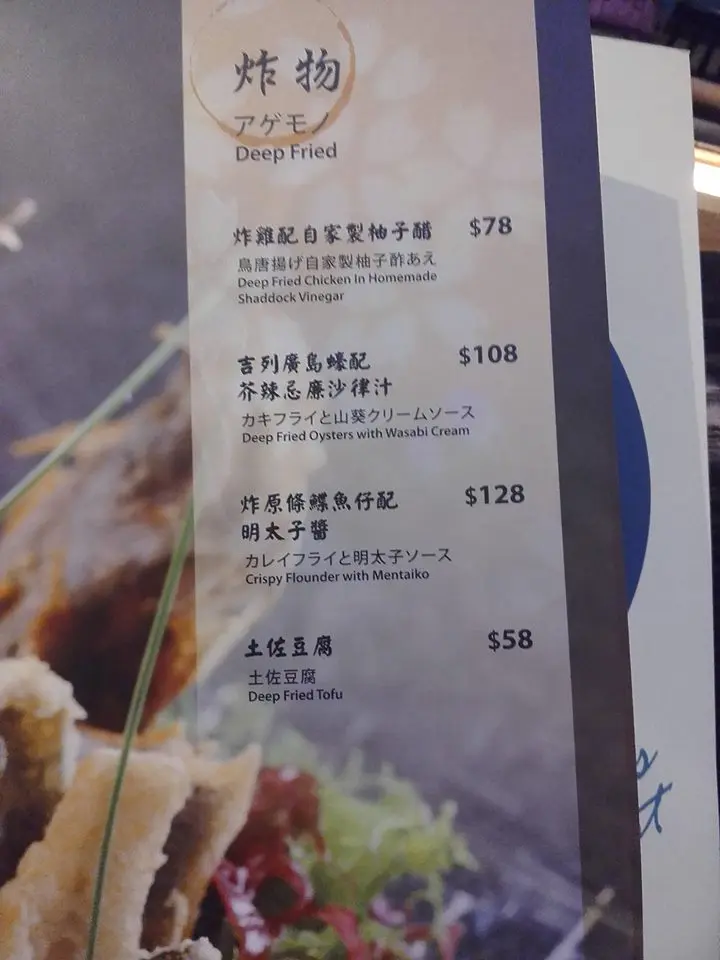 炸物
アゲモノ
Deep Fried
炸雞配自家製柚子醋 $78
鳥唐揚げ自家製柚子酢あえ
Deep Fried Chicken In Homemade
Shaddock Vinegar
吉列廣島蠔配 $108
芥辣忌廉沙律汁
カキフライと山葵クリームソース
Deep Fried Oysters with Wasabi Cream
炸原條鰈魚仔配 $128
明太子醬
カレイフライと明太子ソース
Crispy Flounder with Mentaiko
土佐豆腐 $58
土佐豆腐
Deep Fried Tofu